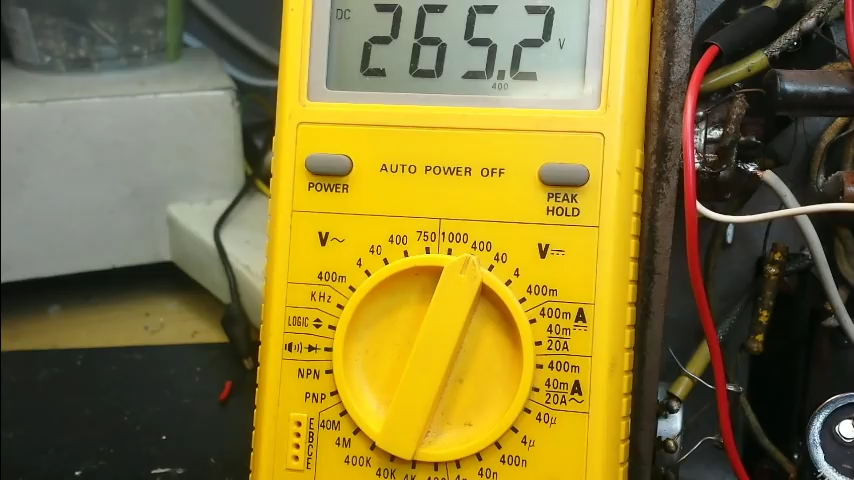 DC 265.2 V
400
POWER
AUTO POWER OFF
PEAK
HOLD
V~ 4 40 400 750 1000 400 40 4 V⎓
400m 400m
KHz
LOGIC
NPN
PNP
400m A
40m
20A
400m
40m A
20A ~
40M
4M
400K
40K
4K
E
B
C
E
40µ
4µ
400n
40n